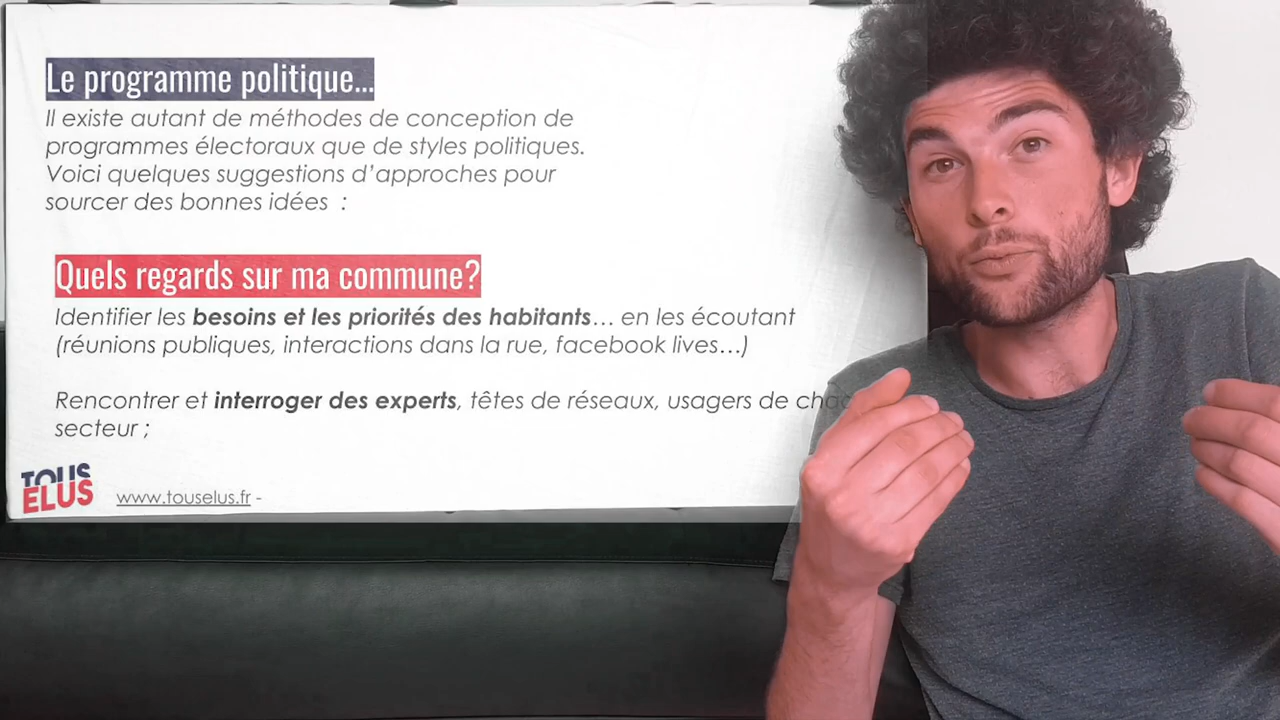 Le programme politique...
Il existe autant de méthodes de conception de
programmes électoraux que de styles politiques.
Voici quelques suggestions d'approches pour
sourcer des bonnes idées :
Quels regards sur ma commune?
Identifier les besoins et les priorités des habitants... en les écoutant
(réunions publiques, interactions dans la rue, facebook lives...)
Rencontrer et interroger des experts, têtes de réseaux, usagers de
secteur ;
TOUS
ELUS
www.touselus.fr -